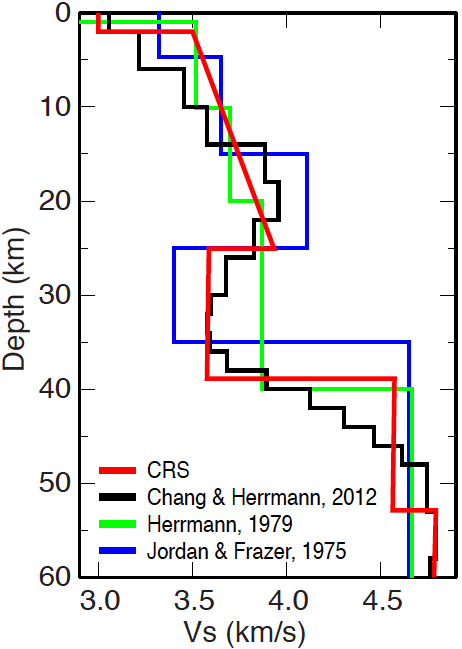 0
10
20
30
40
50
60
Depth (km)
CRS
Chang & Herrmann, 2012
Herrmann, 1979
Jordan & Frazer, 1975
3.0 3.5 4.0 4.5
Vs (km/s)